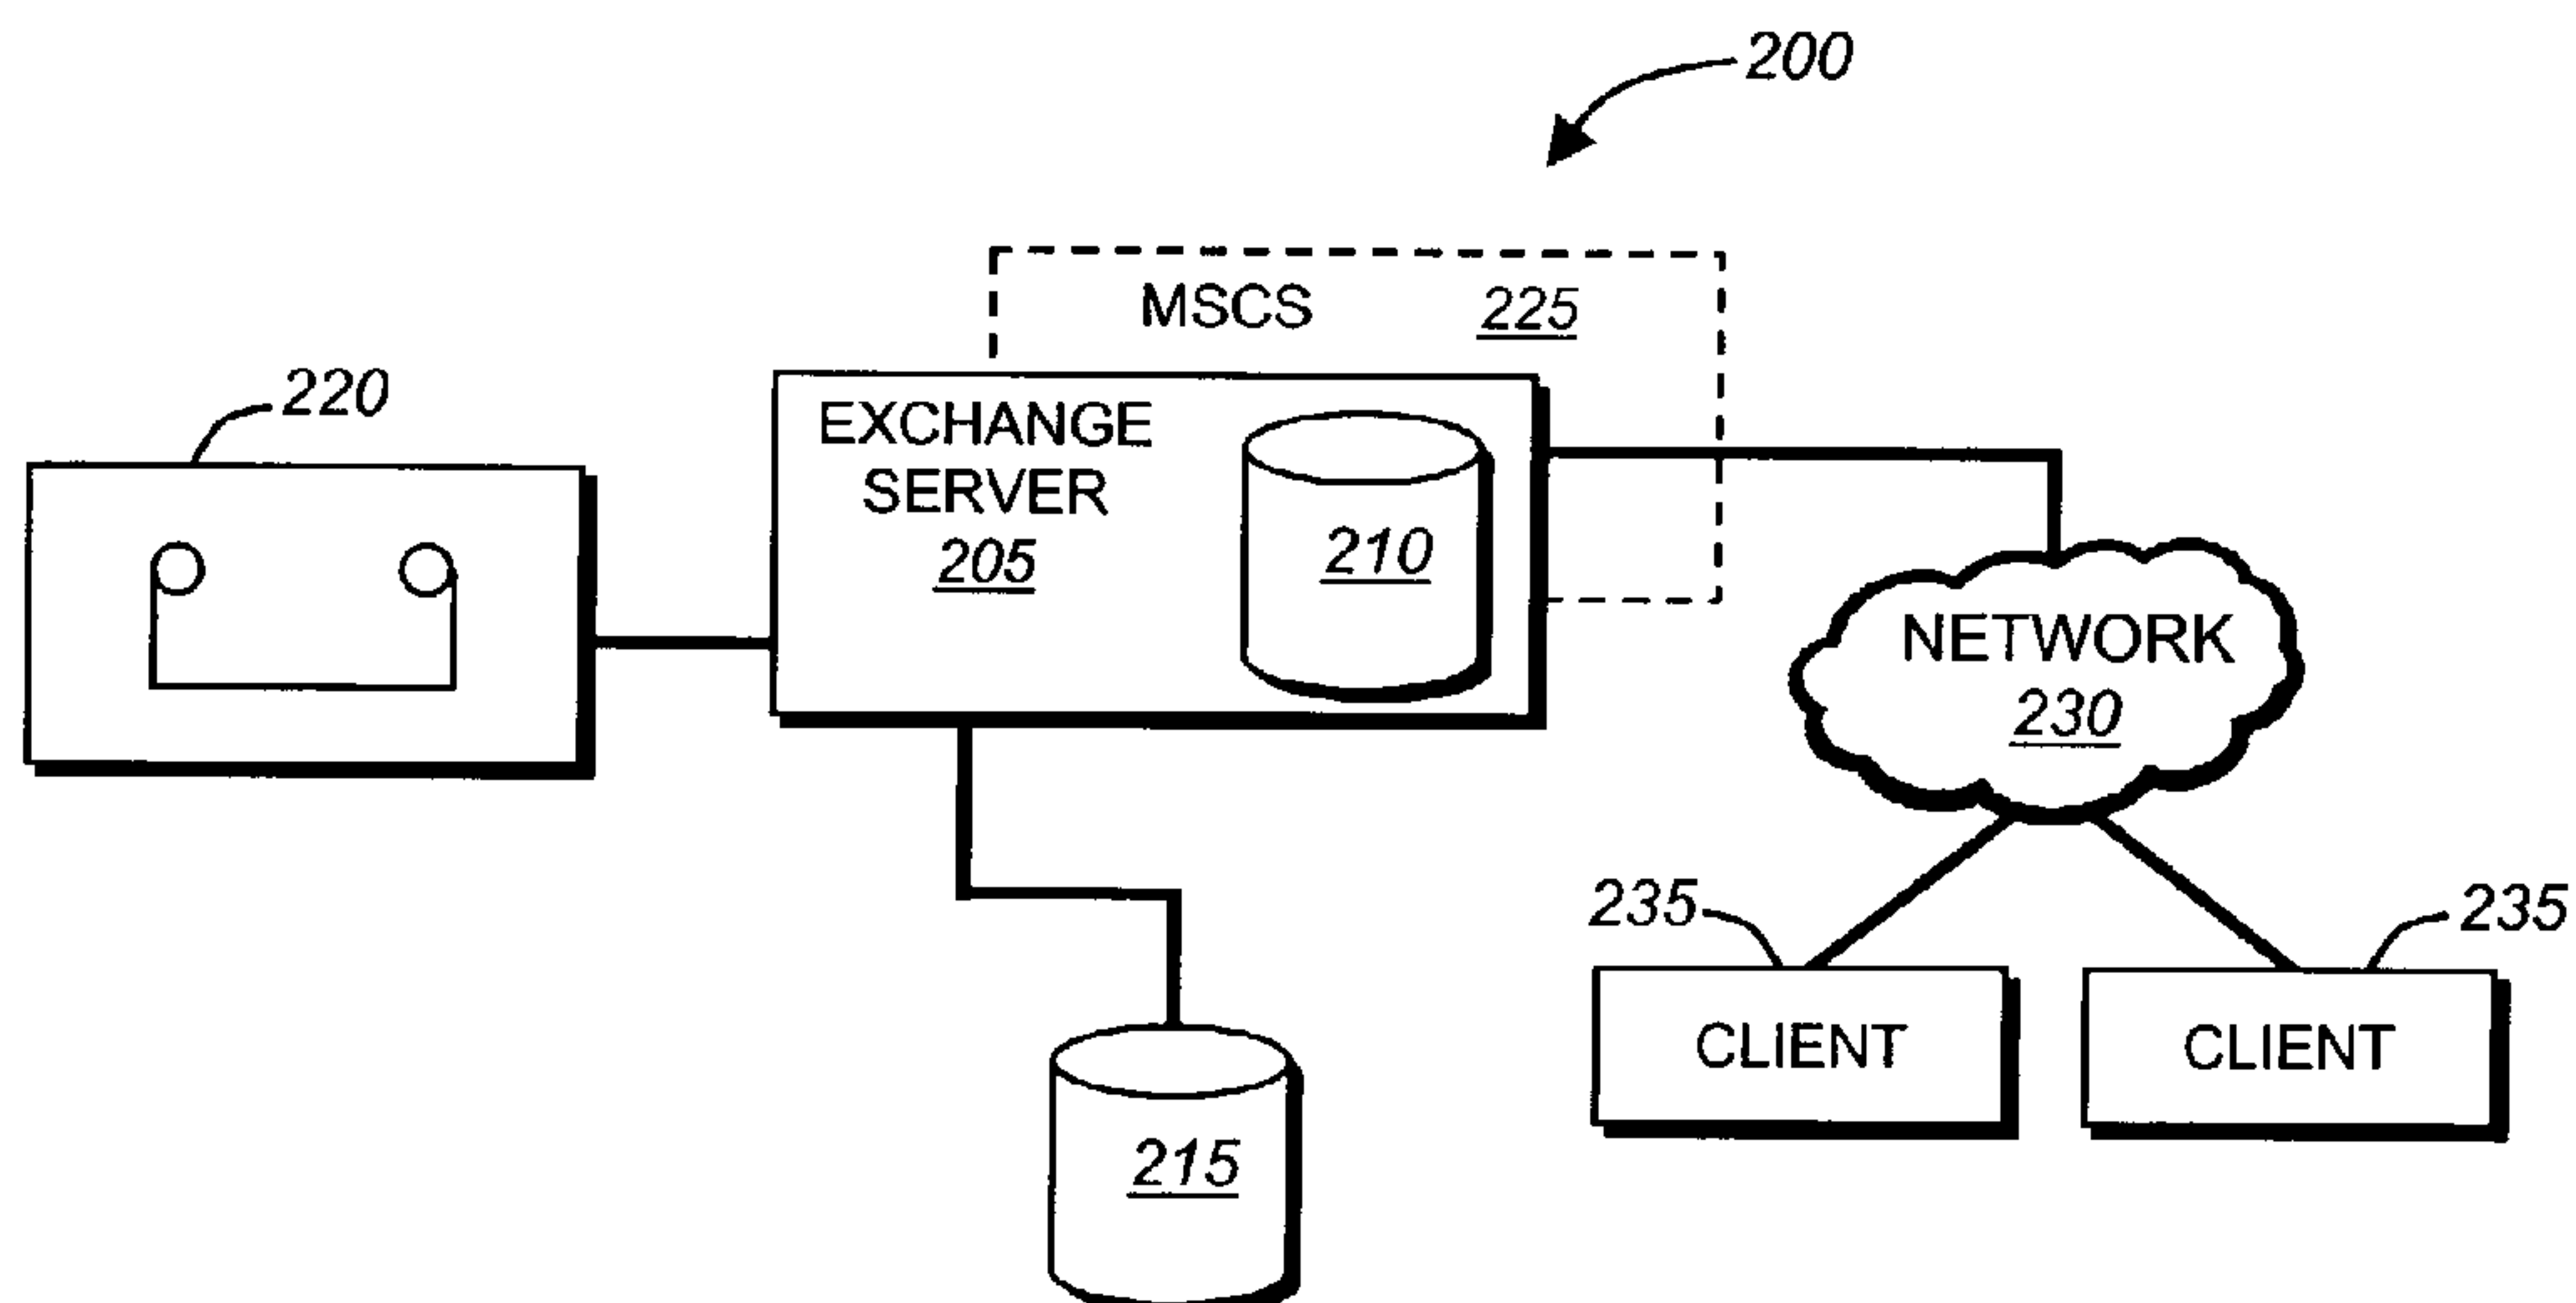 200
MSCS 225
220
EXCHANGE
SERVER
205
210
NETWORK
230
235
235
CLIENT
CLIENT
215